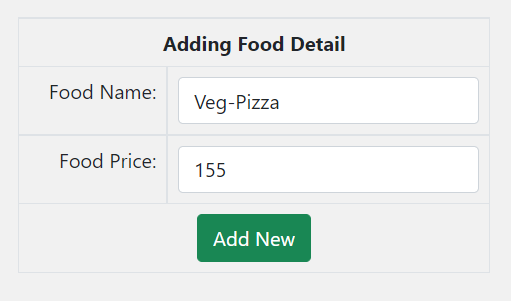 Adding Food Detail
Food Name: Veg-Pizza
Food Price: 155
Add New